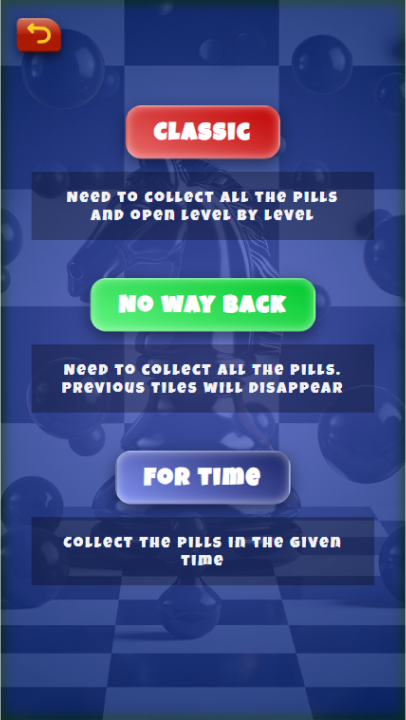 CLASSIC
NEED TO COLLECT ALL THE PILLS
AND OPEN LEVEL BY LEVEL
NO WAY BACK
NEED TO COLLECT ALL THE PILLS.
PREVIOUS TILES WILL DISAPPEAR
FOR TIME
COLLECT THE PILLS IN THE GIVEN
TIME